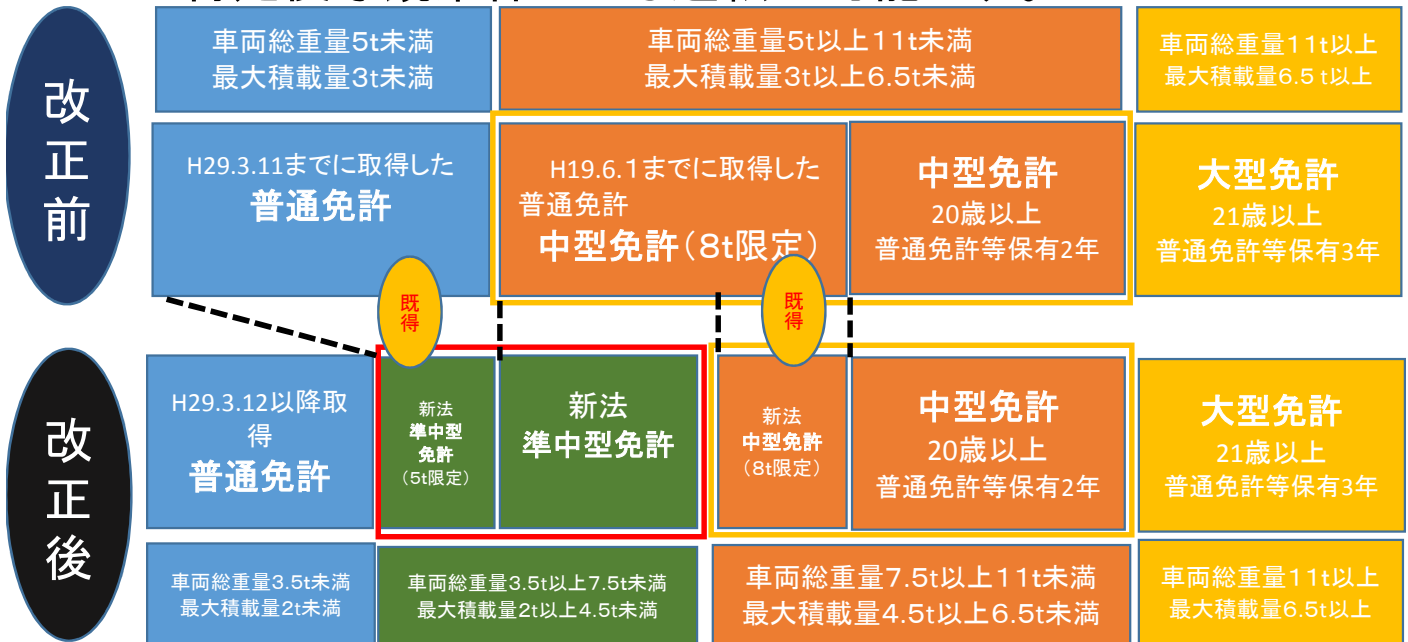 改正前
車両総重量5t未満
最大積載量3t未満
車両総重量5t以上11t未満
最大積載量3t以上6.5t未満
車両総重量11t以上
最大積載量6.5 t以上
H29.3.11までに取得した
普通免許
H19.6.1までに取得した
普通免許
中型免許(8t限定)
中型免許
20歳以上
普通免許等保有2年
大型免許
21歳以上
普通免許等保有3年
既得
既得
改正後
H29.3.12以降取
得
普通免許
新法
準中型
免許
(5t限定)
新法
準中型免許
新法
中型免許
(8t限定)
中型免許
20歳以上
普通免許等保有2年
大型免許
21歳以上
普通免許等保有3年
車両総重量3.5t未満
最大積載量2t未満
車両総重量3.5t以上7.5t未満
最大積載量2t以上4.5t未満
車両総重量7.5t以上11t未満
最大積載量4.5t以上6.5t未満
車両総重量11t以上
最大積載量6.5t以上